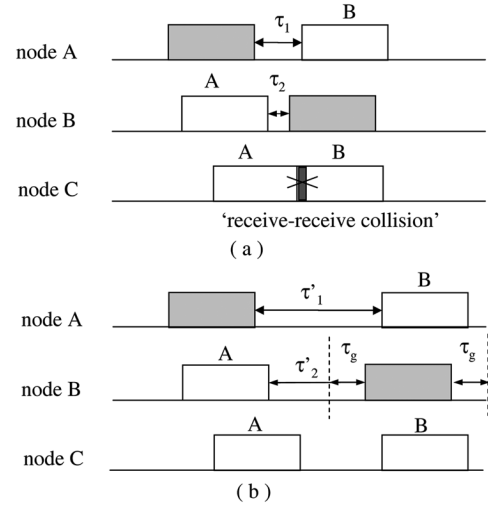 B
node A
τ1
A
node B
τ2
A B
node C
'receive-receive collision'
( a )
B
node A
τ'1
A
node B
τ'2 τg τg
A B
node C
( b )